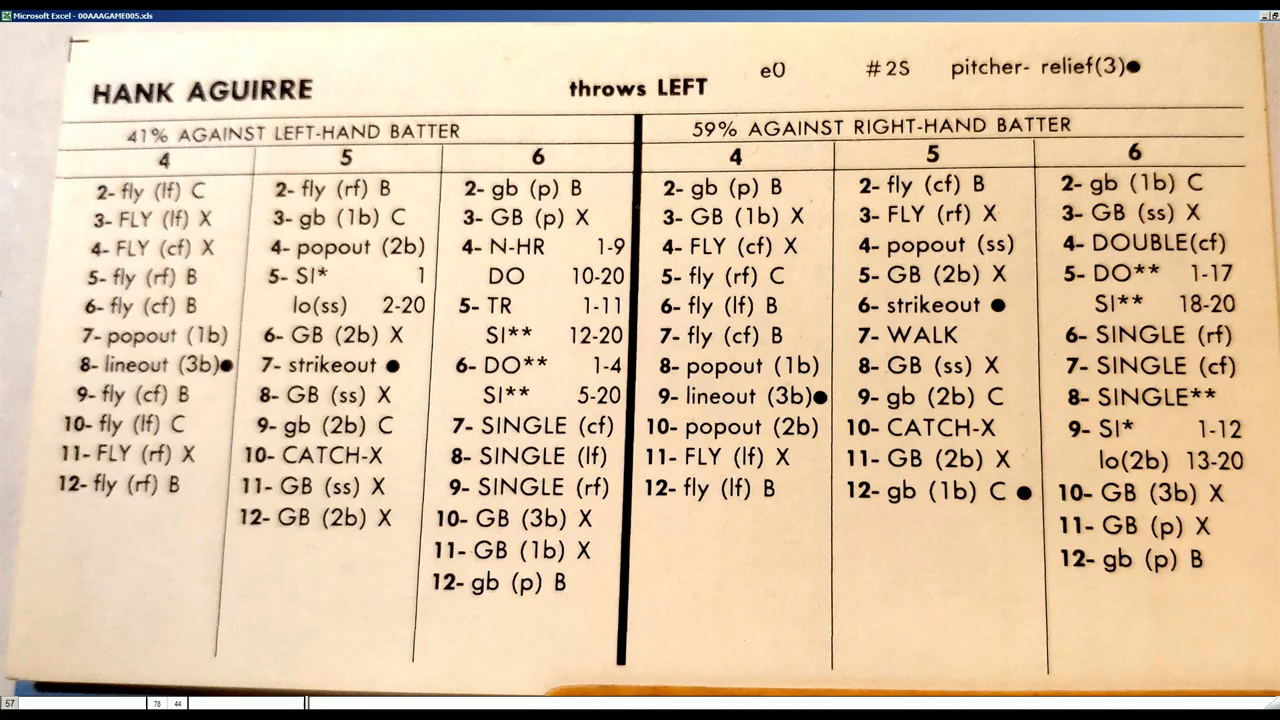 Microsoft Excel - 00AAAGAME005.xls
e0 #2S pitcher- relief(3)●
HANK AGUIRRE throws LEFT
41% AGAINST LEFT-HAND BATTER
4 5 6
2- fly (lf) C 2- fly (rf) B 2- gb (p) B
3- FLY (lf) X 3- gb (1b) C 3- GB (p) X
4- FLY (cf) X 4- popout (2b) 4- N-HR 1-9
5- fly (rf) B 5- SI* 1 DO 10-20
6- fly (cf) B lo(ss) 2-20 5- TR 1-11
7- popout (1b) 6- GB (2b) X SI** 12-20
8- lineout (3b)● 7- strikeout ● 6- DO** 1-4
9- fly (cf) B 8- GB (ss) X SI** 5-20
10- fly (lf) C 9- gb (2b) C 7- SINGLE (cf)
11- FLY (rf) X 10- CATCH-X 8- SINGLE (lf)
12- fly (rf) B 11- GB (ss) X 9- SINGLE (rf)
12- GB (2b) X 10- GB (3b) X
11- GB (1b) X
12- gb (p) B
59% AGAINST RIGHT-HAND BATTER
4 5 6
2- gb (p) B 2- fly (cf) B 2- gb (1b) C
3- GB (1b) X 3- FLY (rf) X 3- GB (ss) X
4- FLY (cf) X 4- popout (ss) 4- DOUBLE(cf)
5- fly (rf) C 5- GB (2b) X 5- DO** 1-17
6- fly (lf) B 6- strikeout ● SI** 18-20
7- fly (cf) B 7- WALK 6- SINGLE (rf)
8- popout (1b) 8- GB (ss) X 7- SINGLE (cf)
9- lineout (3b)● 9- gb (2b) C 8- SINGLE**
10- popout (2b) 10- CATCH-X 9- SI* 1-12
11- FLY (lf) X 11- GB (2b) X lo(2b) 13-20
12- fly (lf) B 12- gb (1b) C ● 10- GB (3b) X
11- GB (p) X
12- gb (p) B
57 78 44